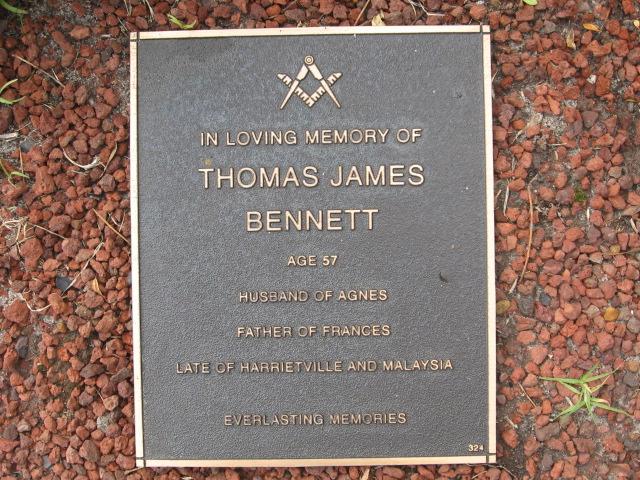 IN LOVING MEMORY OF
THOMAS JAMES
BENNETT
AGE 57
HUSBAND OF AGNES
FATHER OF FRANCES
LATE OF HARRIETVILLE AND MALAYSIA
EVERLASTING MEMORIES
324